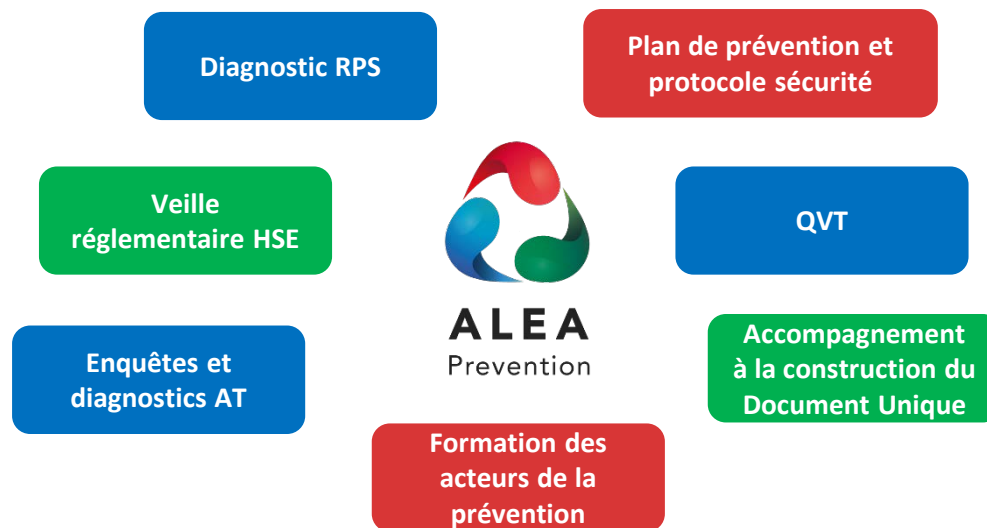 Diagnostic RPS
Plan de prévention et
protocole sécurité
Veille
réglementaire HSE
QVT
ALEA
Prevention
Enquêtes et
diagnostics AT
Accompagnement
à la construction du
Document Unique
Formation des
acteurs de la
prévention